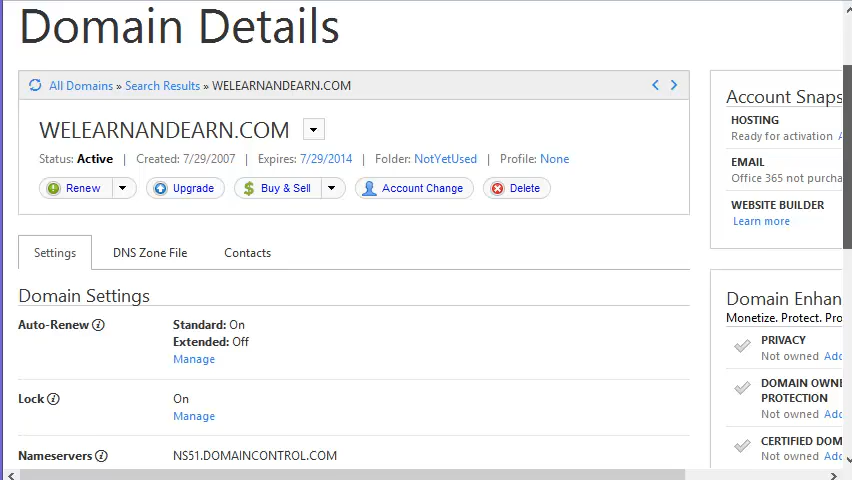 Domain Details
All Domains » Search Results » WELEARNANDEARN.COM
WELEARNANDEARN.COM
Status: Active | Created: 7/29/2007 | Expires: 7/29/2014 | Folder: NotYetUsed | Profile: None
Renew Upgrade Buy & Sell Account Change Delete
Settings DNS Zone File Contacts
Domain Settings
Auto-Renew Standard: On
Extended: Off
Manage
Lock On
Manage
Nameservers NS51.DOMAINCONTROL.COM
Account Snaps
HOSTING
Ready for activation A
EMAIL
Office 365 not purcha
WEBSITE BUILDER
Learn more
Domain Enhan
Monetize. Protect. Pro
PRIVACY
Not owned Add
DOMAIN OWNE
PROTECTION
Not owned Add
CERTIFIED DOM
Not owned Add